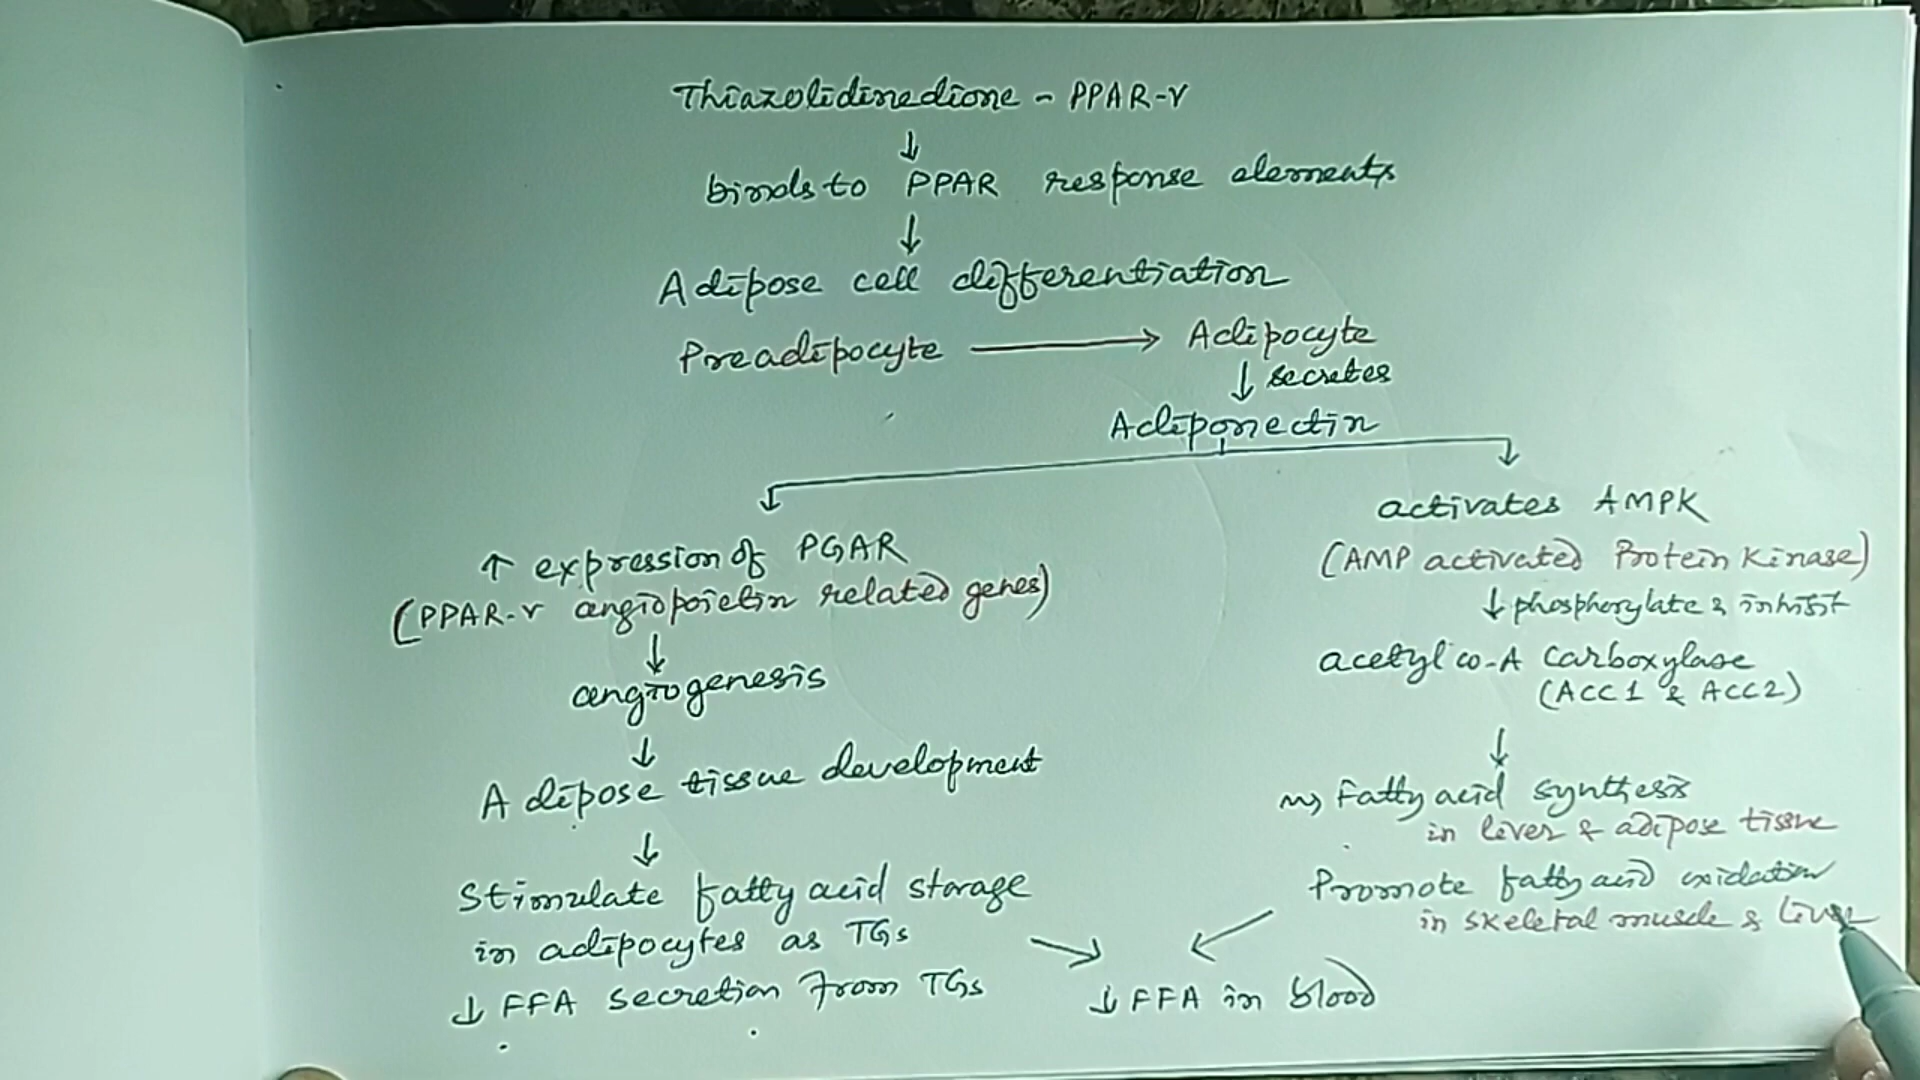 Thiazolidinedione - PPAR-γ
↓
binds to PPAR response elements
↓
Adipose cell differentiation
Preadipocyte → Adipocyte
↓ secretes
Adiponectin
↑ expression of PGAR
(PPAR-γ angiopoietin related genes)
↓
angiogenesis
↓
Adipose tissue development
↓
Stimulate fatty acid storage
in adipocytes as TGs
↓ FFA secretion from TGs
activates AMPK
(AMP activated Protein Kinase)
↓ phosphorylate & inhibit
acetyl co-A carboxylase
(ACC1 & ACC2)
↓
Fatty acid synthesis
in liver & adipose tissue
Promote fatty acid oxidation
in skeletal muscle & liver
↓ FFA in blood